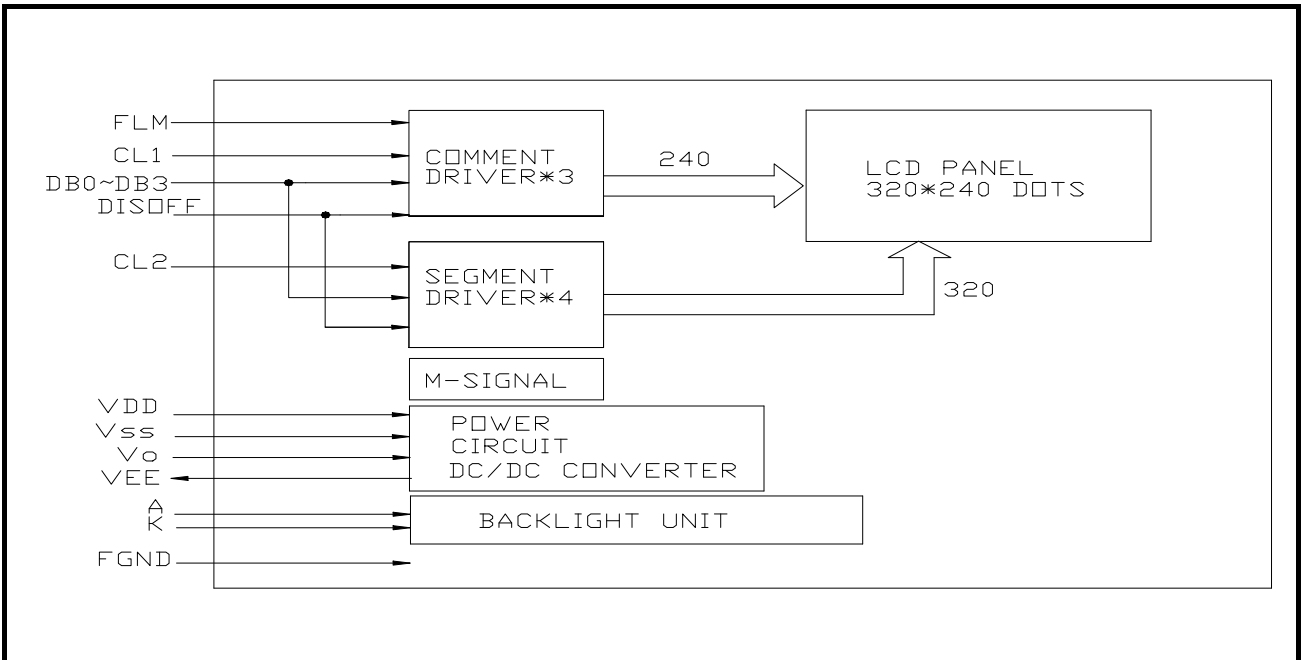 FLM
CL1
DB0~DB3
DISOFF
CL2
COMMENT
DRIVER*3
240
LCD PANEL
320*240 DOTS
SEGMENT
DRIVER*4
320
M-SIGNAL
VDD
Vss
Vo
VEE
POWER
CIRCUIT
DC/DC CONVERTER
A
K
BACKLIGHT UNIT
FGND